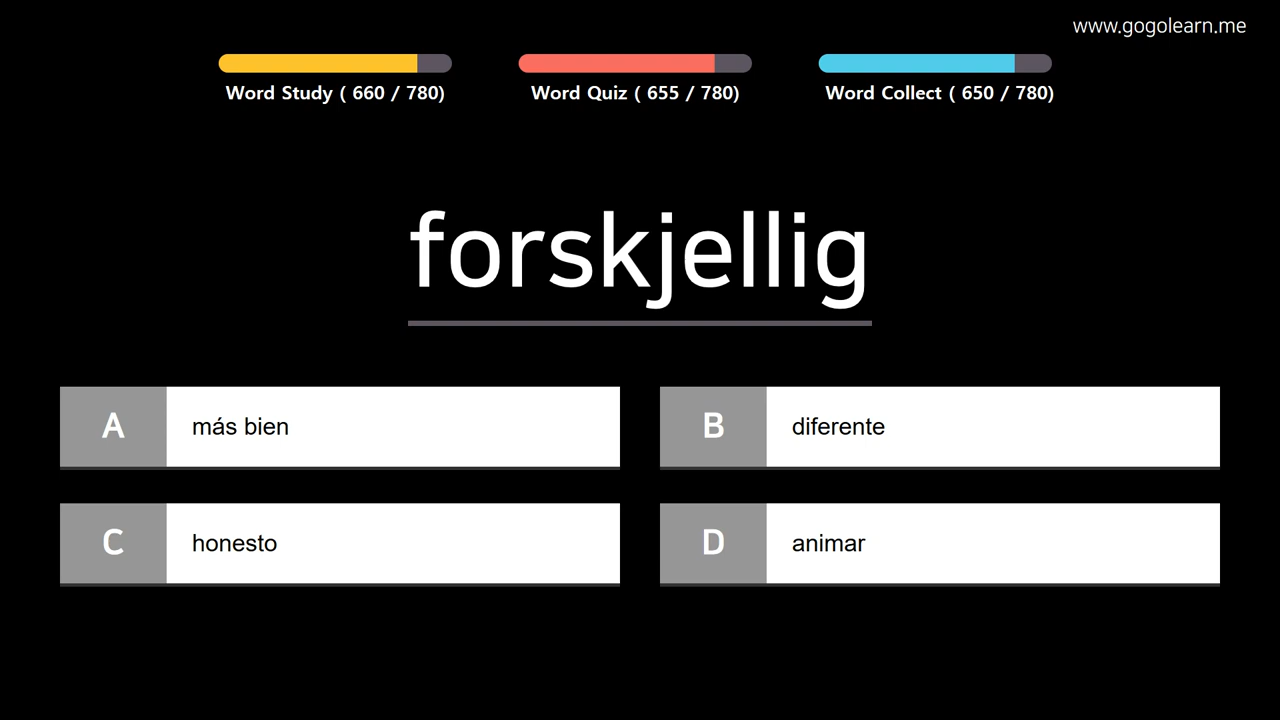 www.gogolearn.me
Word Study ( 660 / 780)
Word Quiz ( 655 / 780)
Word Collect ( 650 / 780)
forskjellig
A
más bien
B
diferente
C
honesto
D
animar